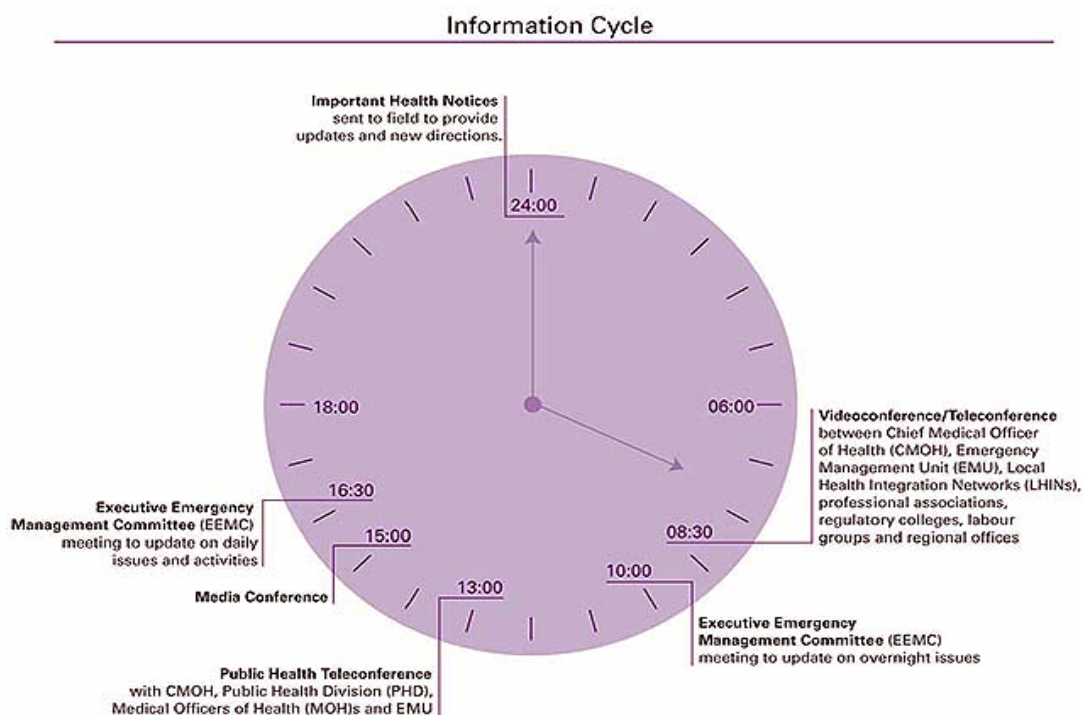 Information Cycle
Important Health Notices
sent to field to provide
updates and new directions.
24:00
06:00
Videoconference/Teleconference
between Chief Medical Officer
of Health (CMOH), Emergency
Management Unit (EMU), Local
Health Integration Networks (LHINs),
professional associations,
regulatory colleges, labour
groups and regional offices
08:30
10:00
Executive Emergency
Management Committee (EEMC)
meeting to update on overnight issues
13:00
Public Health Teleconference
with CMOH, Public Health Division (PHD),
Medical Officers of Health (MOH)s and EMU
15:00
Media Conference
16:30
Executive Emergency
Management Committee (EEMC)
meeting to update on daily
issues and activities
18:00